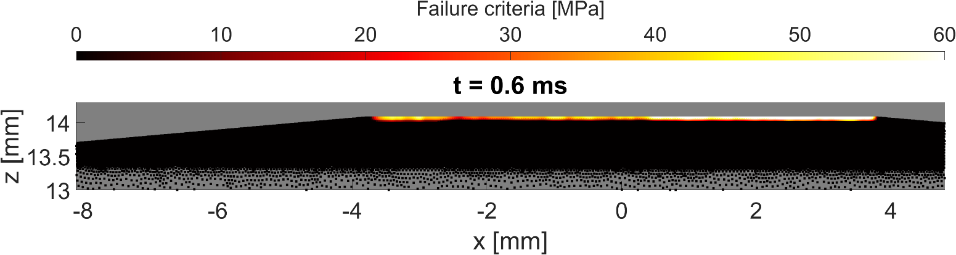 Failure criteria [MPa]
0 10 20 30 40 50 60
t = 0.6 ms
z [mm]
14
13.5
13
-8 -6 -4 -2 0 2 4
x [mm]